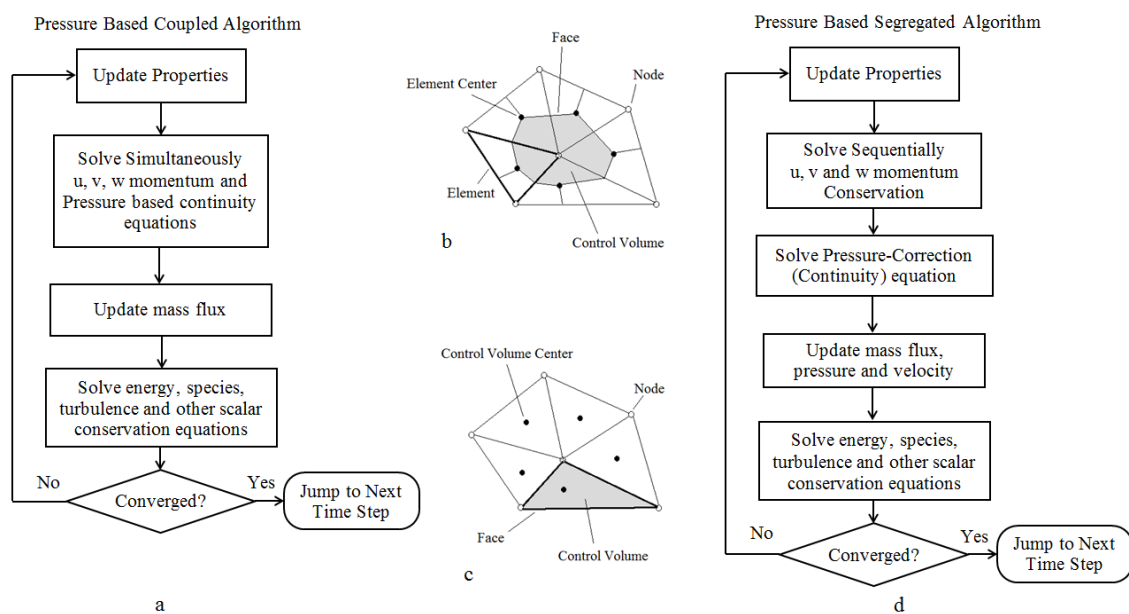 Pressure Based Coupled Algorithm
Update Properties
Solve Simultaneously
u, v, w momentum and
Pressure based continuity
equations
Update mass flux
Solve energy, species,
turbulence and other scalar
conservation equations
No
Converged?
Yes
Jump to Next
Time Step
a
Face
Element Center
Node
Element
Control Volume
b
Control Volume Center
Node
Face
Control Volume
c
Pressure Based Segregated Algorithm
Update Properties
Solve Sequentially
u, v and w momentum
Conservation
Solve Pressure-Correction
(Continuity) equation
Update mass flux,
pressure and velocity
Solve energy, species,
turbulence and other scalar
conservation equations
No
Converged?
Yes
Jump to Next
Time Step
d